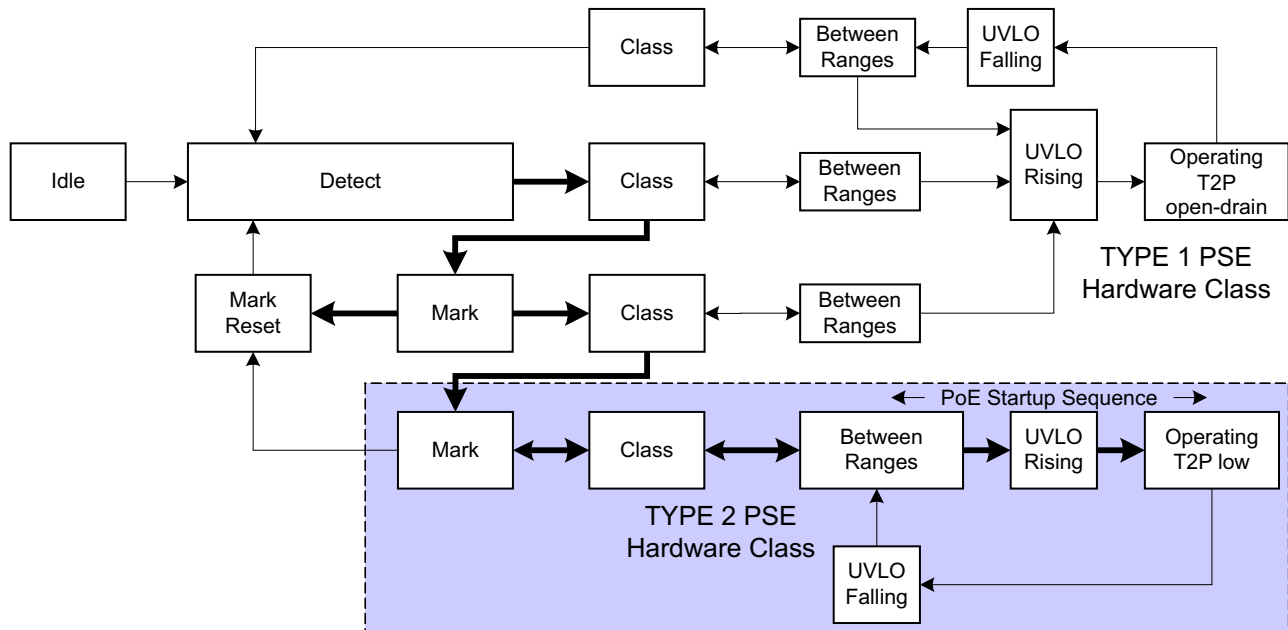 Class
Between
Ranges
UVLO
Falling
Idle
Detect
Class
Between
Ranges
UVLO
Rising
Operating
T2P
open-drain
TYPE 1 PSE
Hardware Class
Mark
Reset
Mark
Class
Between
Ranges
PoE Startup Sequence
Mark
Class
Between
Ranges
UVLO
Rising
Operating
T2P low
TYPE 2 PSE
Hardware Class
UVLO
Falling